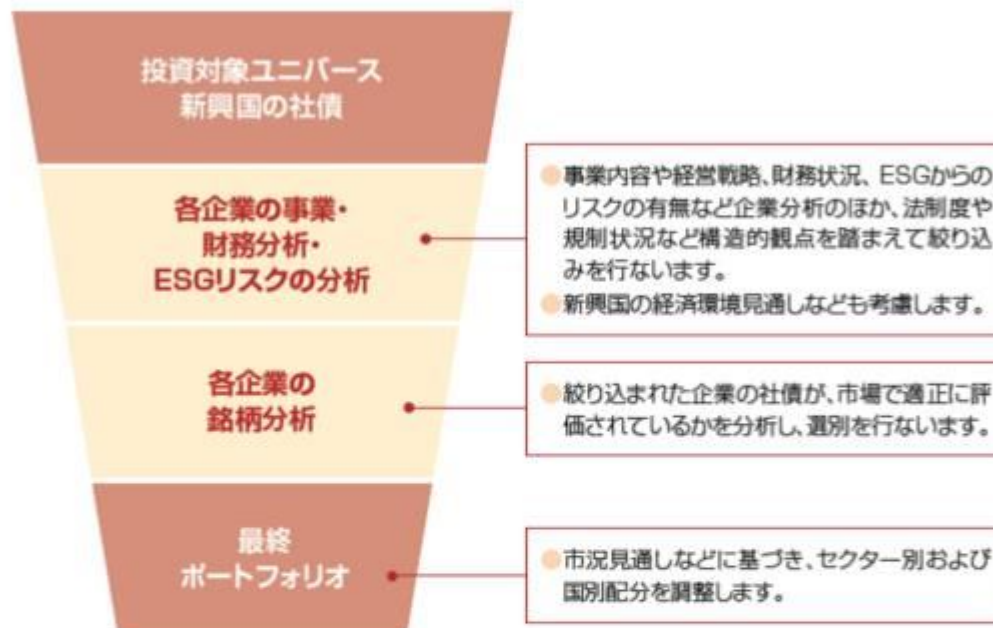 投資対象ユニバース
新興国の社債
各企業の事業・
財務分析・
ESGリスクの分析
●事業内容や経営戦略、財務状況、ESGからの
リスクの有無など企業分析のほか、法制度や
規制状況など構造的観点を踏まえて絞り込
みを行ないます。
●新興国の経済環境見通しなども考慮します。
各企業の
銘柄分析
●絞り込まれた企業の社債が、市場で適正に評
価されているかを分析し、選別を行ないます。
最終
ポートフォリオ
●市況見通しなどに基づき、セクター別および
国別配分を調整します。